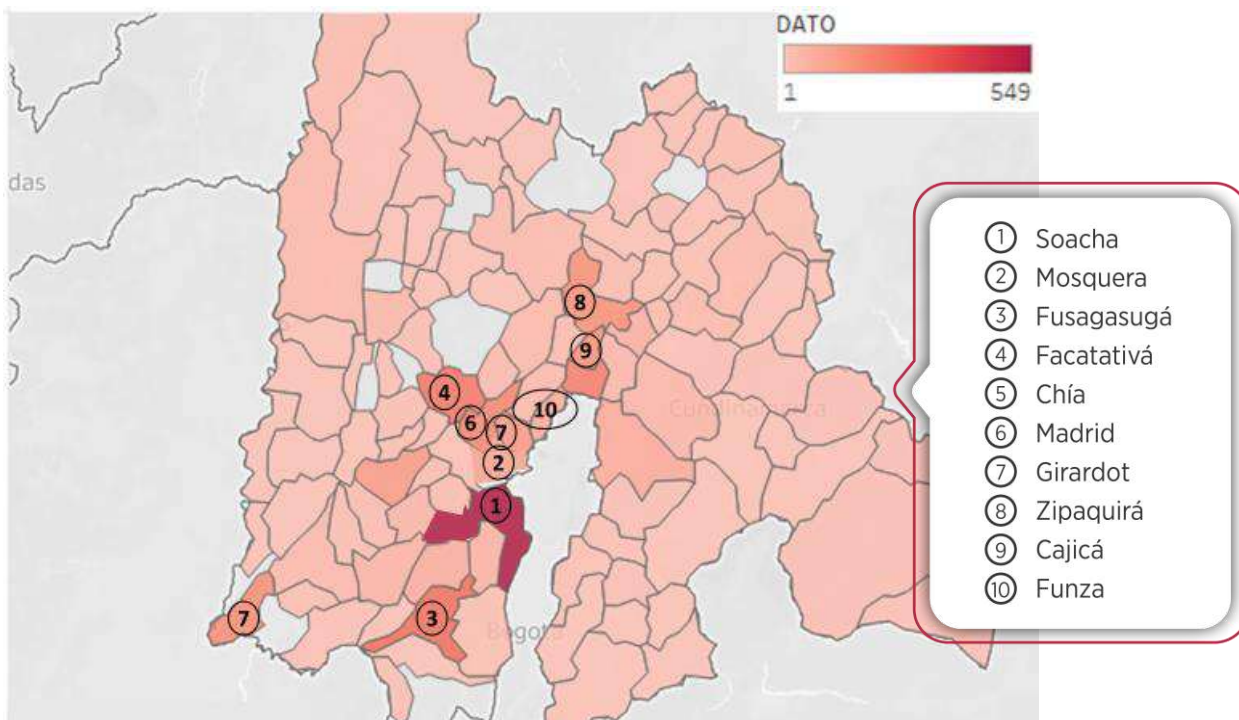 DATO
1 549
das
8
9
4
10
Cundinamarca
6
7
2
1
7
3
Bogotá
1 Soacha
2 Mosquera
3 Fusagasugá
4 Facatativá
5 Chía
6 Madrid
7 Girardot
8 Zipaquirá
9 Cajicá
10 Funza